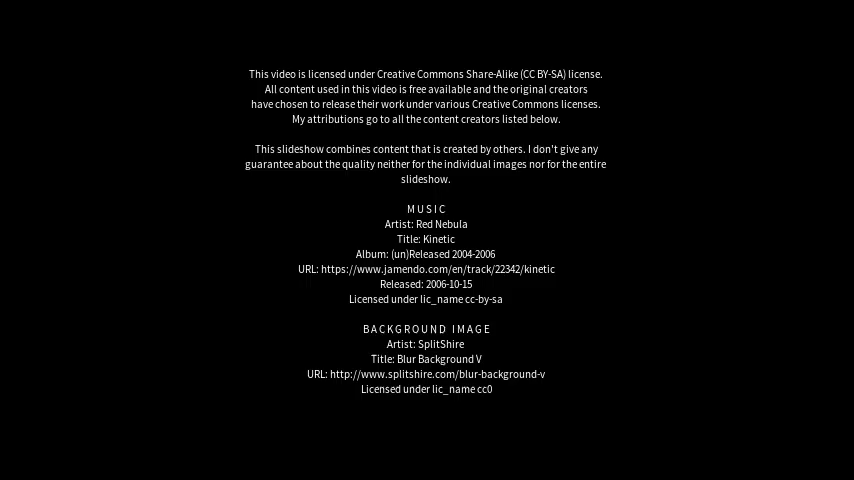 This video is licensed under Creative Commons Share-Alike (CC BY-SA) license.
All content used in this video is free available and the original creators
have chosen to release their work under various Creative Commons licenses.
My attributions go to all the content creators listed below.
This slideshow combines content that is created by others. I don't give any
guarantee about the quality neither for the individual images nor for the entire
slideshow.
MUSIC
Artist: Red Nebula
Title: Kinetic
Album: (un)Released 2004-2006
URL: https://www.jamendo.com/en/track/22342/kinetic
Released: 2006-10-15
Licensed under lic_name cc-by-sa
BACKGROUND IMAGE
Artist: SplitShire
Title: Blur Background V
URL: http://www.splitshire.com/blur-background-v
Licensed under lic_name cc0